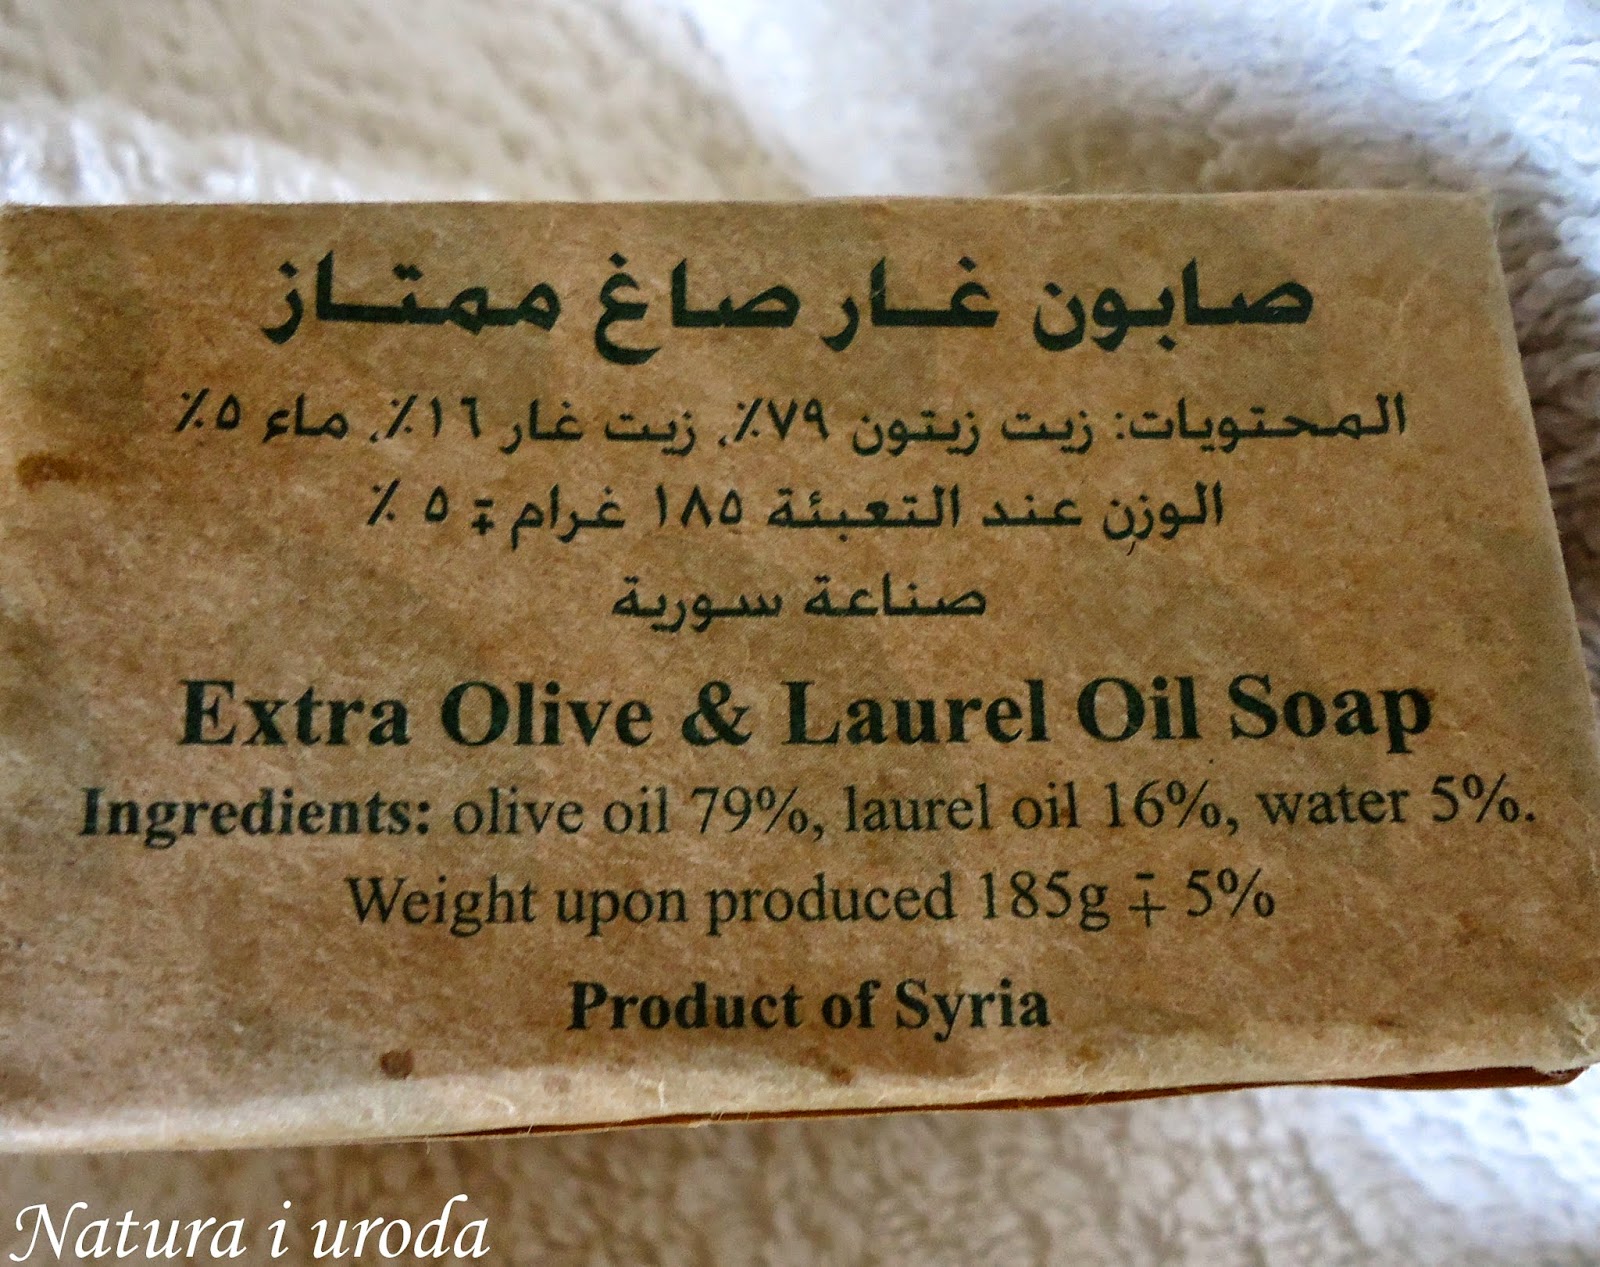 صابون غار صاغ ممتاز
المحتويات: زيت زيتون ٧٩٪، زيت غار ١٦٪، ماء ٥٪
الوزن عند التعبئة ١٨٥ غرام ∓ ٥ ٪
صناعة سورية
Extra Olive & Laurel Oil Soap
Ingredients: olive oil 79%, laurel oil 16%, water 5%.
Weight upon produced 185g ∓ 5%
Product of Syria
Natura i uroda